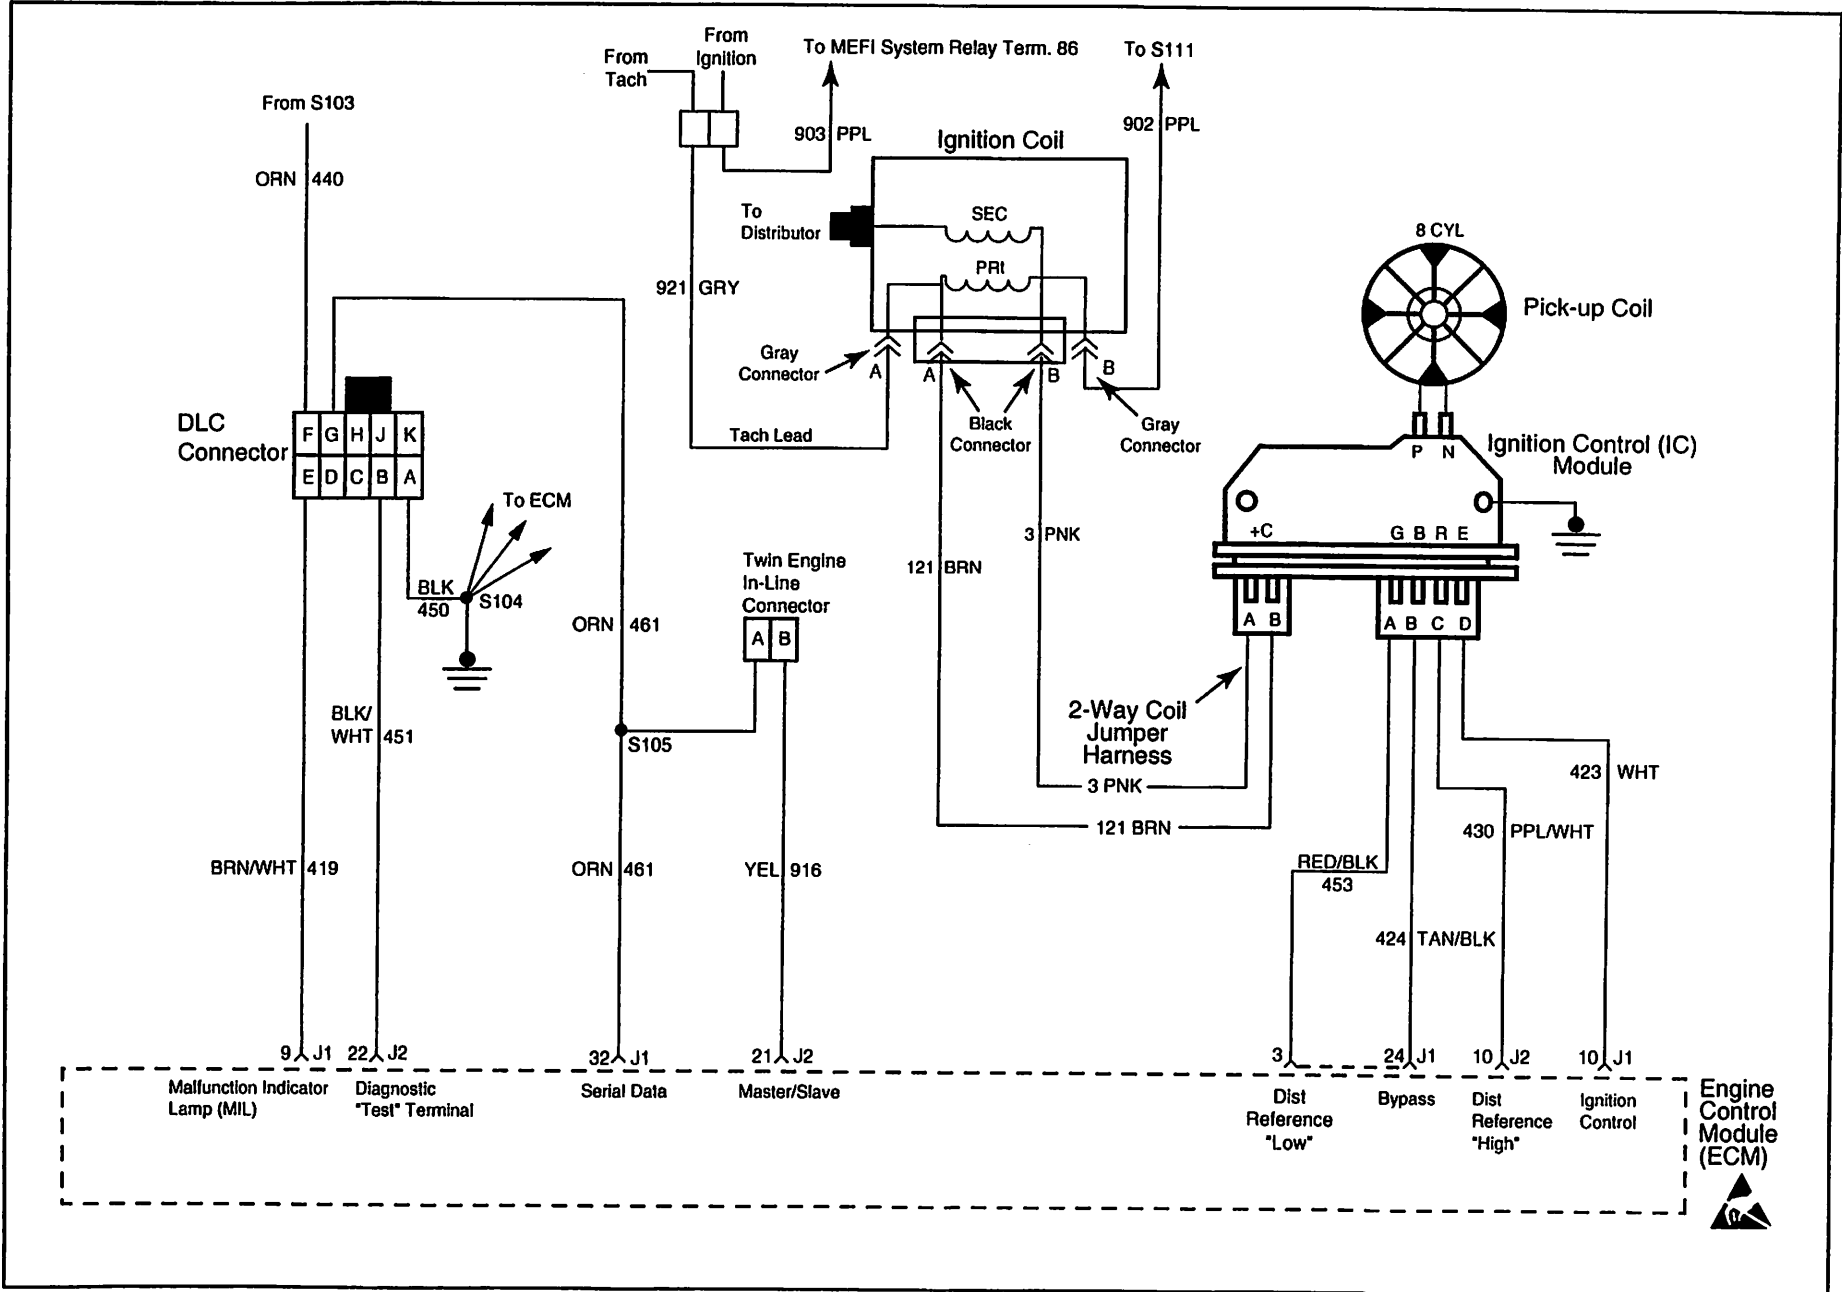 From
Ignition
From
Tach
To MEFI System Relay Term. 86
To S111
From S103
903 PPL
902 PPL
Ignition Coil
ORN 440
To
Distributor
SEC
PRt
8 CYL
921 GRY
Pick-up Coil
Gray
Connector
A
A
B
B
Black
Connector
Gray
Connector
Tach Lead
DLC
Connector
F G H J K
E D C B A
P N
Ignition Control (IC)
Module
To ECM
+C
G B R E
3 PNK
121 BRN
Twin Engine
In-Line
Connector
BLK
450
S104
A B
A B
A B C D
ORN 461
2-Way Coil
Jumper
Harness
BLK/
WHT 451
S105
3 PNK
423 WHT
121 BRN
430 PPL/WHT
BRN/WHT 419
ORN 461
YEL 916
RED/BLK
453
424 TAN/BLK
9 J1
22 J2
32 J1
21 J2
3
24 J1
10 J2
10 J1
Malfunction Indicator
Lamp (MIL)
Diagnostic
"Test" Terminal
Serial Data
Master/Slave
Dist
Reference
"Low"
Bypass
Dist
Reference
"High"
Ignition
Control
Engine
Control
Module
(ECM)